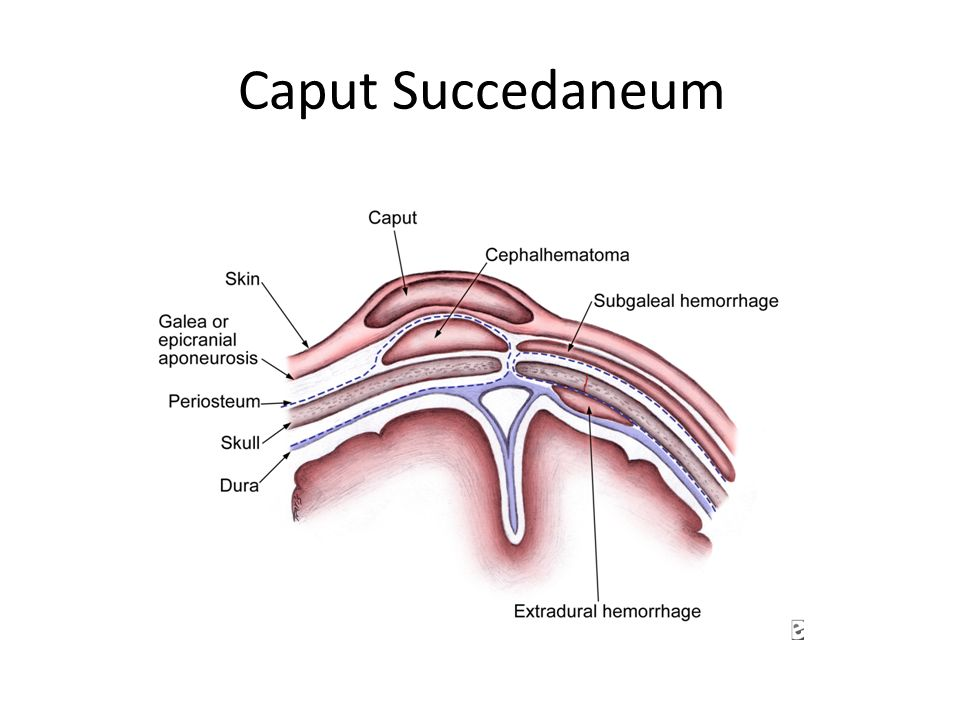 Caput Succedaneum
Caput
Cephalhematoma
Skin
Subgaleal hemorrhage
Galea or
epicranial
aponeurosis
Periosteum
Skull
Dura
Extradural hemorrhage